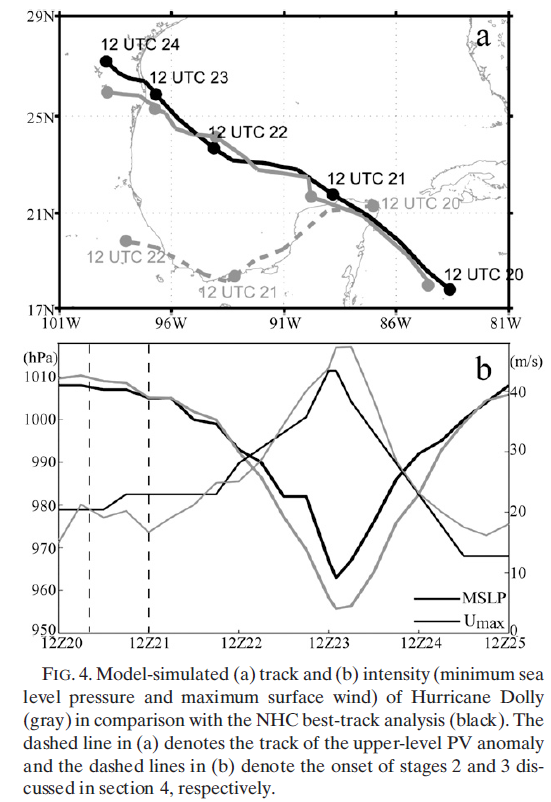 29N
a
12 UTC 24
12 UTC 23
25N
12 UTC 22
12 UTC 21
12 UTC 20
21N
12 UTC 22
12 UTC 21
12 UTC 20
17N
101W 96W 91W 86W 81W
(hPa) b (m/s)
1010
40
1000
990
30
980
20
970
960
10
MSLP
Umax
950
0
12Z20 12Z21 12Z22 12Z23 12Z24 12Z25
FIG. 4. Model-simulated (a) track and (b) intensity (minimum sea
level pressure and maximum surface wind) of Hurricane Dolly
(gray) in comparison with the NHC best-track analysis (black). The
dashed line in (a) denotes the track of the upper-level PV anomaly
and the dashed lines in (b) denote the onset of stages 2 and 3 dis-
cussed in section 4, respectively.